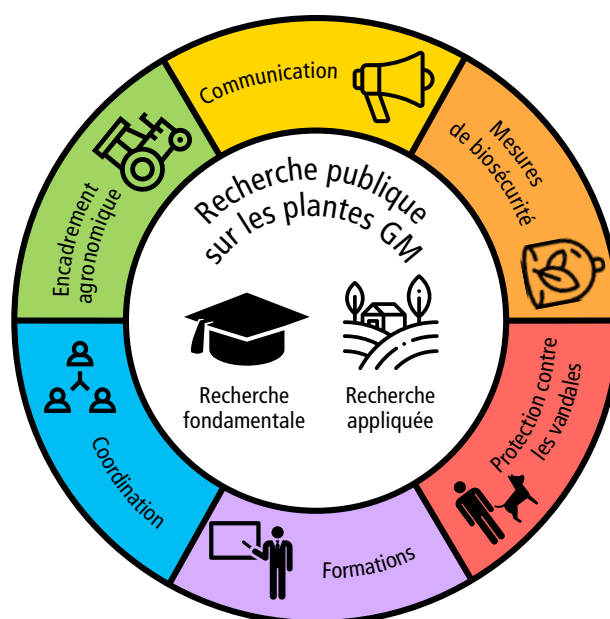 Communication
Mesures
de biosécurité
Protection contre
les vandales
Formations
Coordination
Encadrement
agronomique
Recherche publique
sur les plantes GM
Recherche
fondamentale
Recherche
appliquée